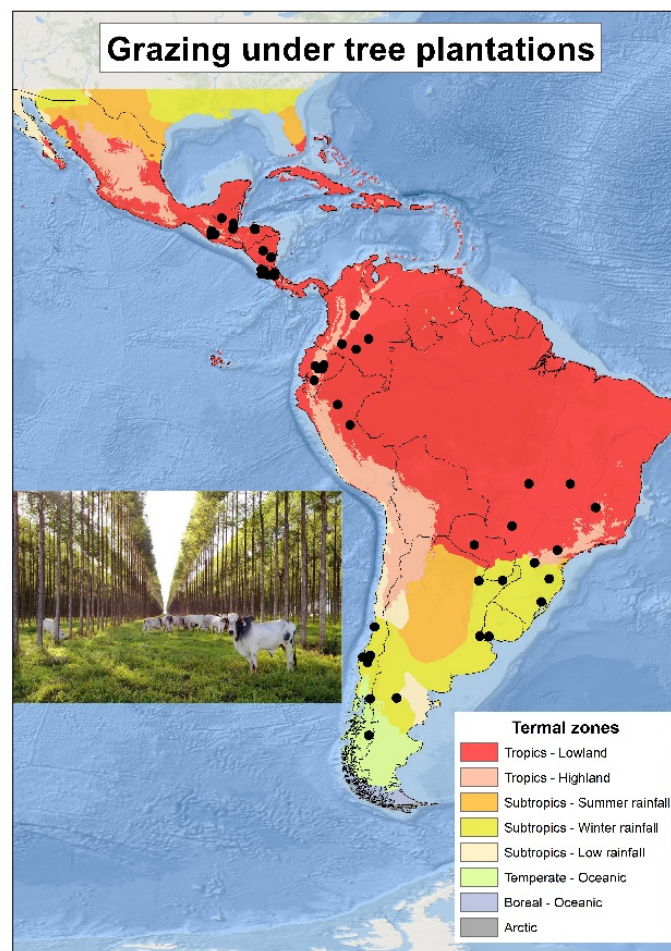 Grazing under tree plantations
Termal zones
Tropics - Lowland
Tropics - Highland
Subtropics - Summer rainfall
Subtropics - Winter rainfall
Subtropics - Low rainfall
Temperate - Oceanic
Boreal - Oceanic
Arctic